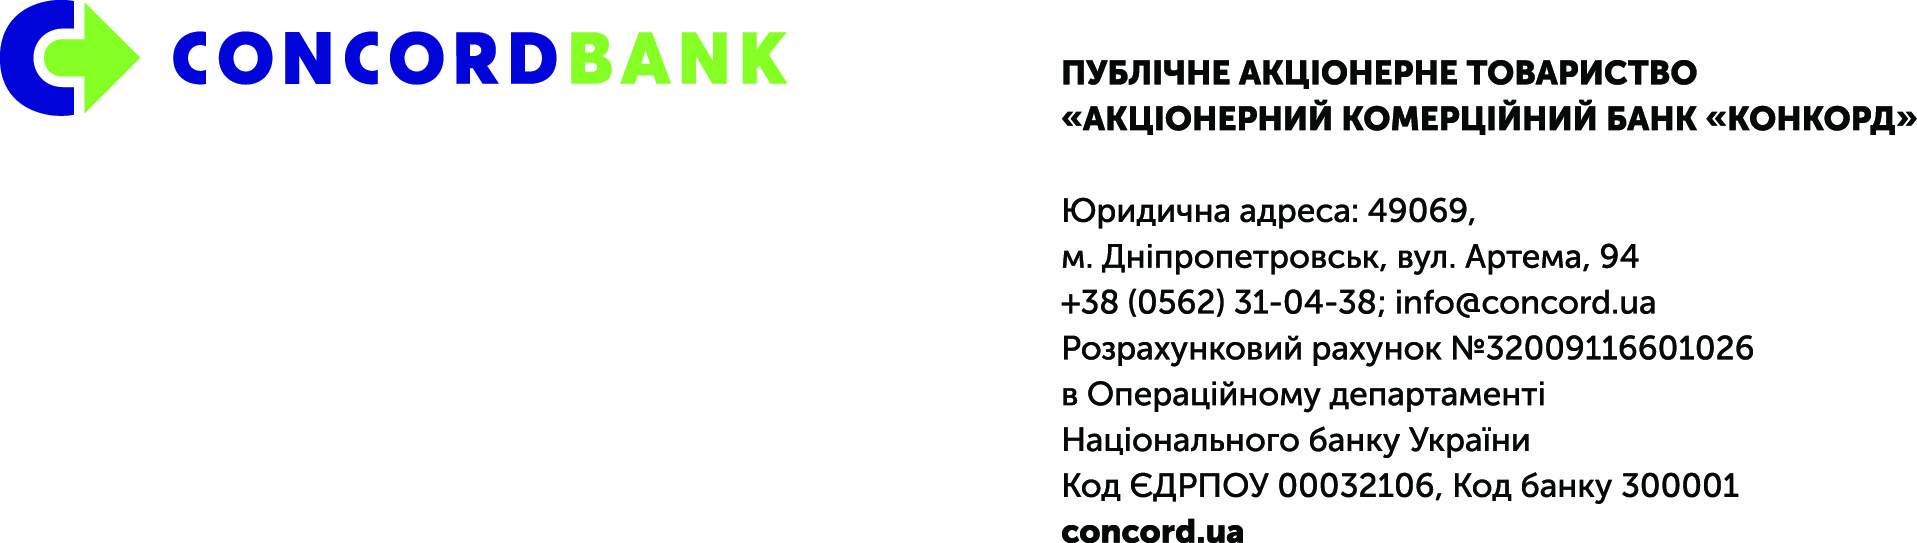 CONCORDBANK
ПУБЛІЧНЕ АКЦІОНЕРНЕ ТОВАРИСТВО
«АКЦІОНЕРНИЙ КОМЕРЦІЙНИЙ БАНК «КОНКОРД»
Юридична адреса: 49069,
м. Дніпропетровськ, вул. Артема, 94
+38 (0562) 31-04-38; info@concord.ua
Розрахунковий рахунок №32009116601026
в Операційному департаменті
Національного банку України
Код ЄДРПОУ 00032106, Код банку 300001
concord.ua